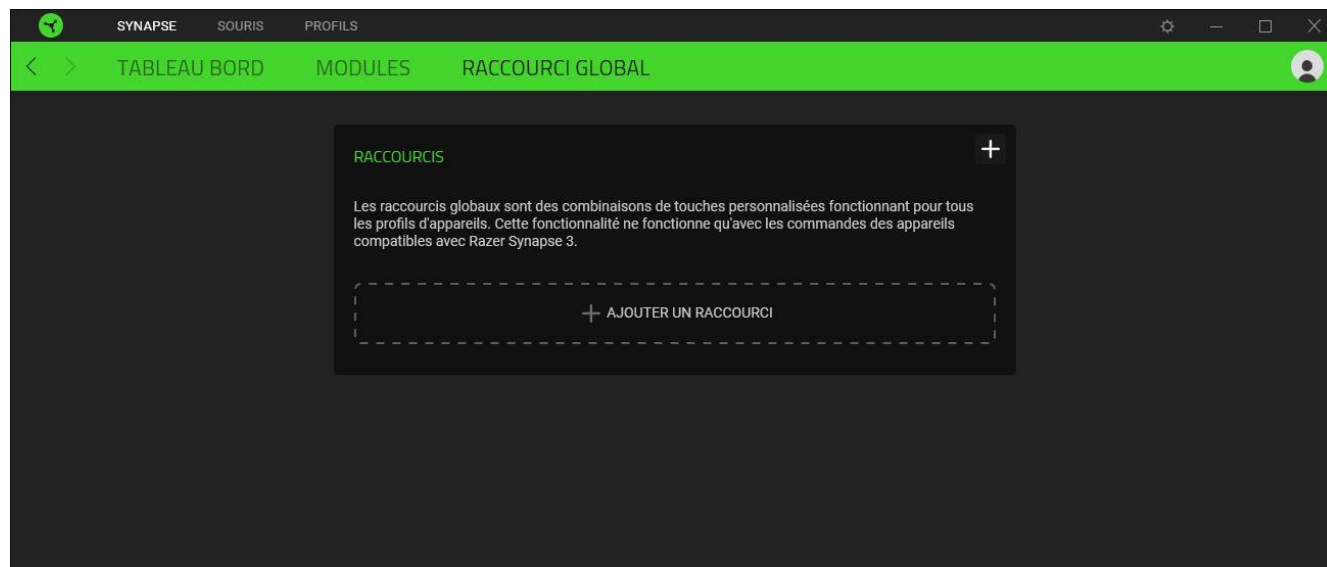 SYNAPSE SOURIS PROFILS
TABLEAU BORD MODULES RACCOURCI GLOBAL
RACCOURCIS
Les raccourcis globaux sont des combinaisons de touches personnalisées fonctionnant pour tous
les profils d'appareils. Cette fonctionnalité ne fonctionne qu'avec les commandes des appareils
compatibles avec Razer Synapse 3.
AJOUTER UN RACCOURCI